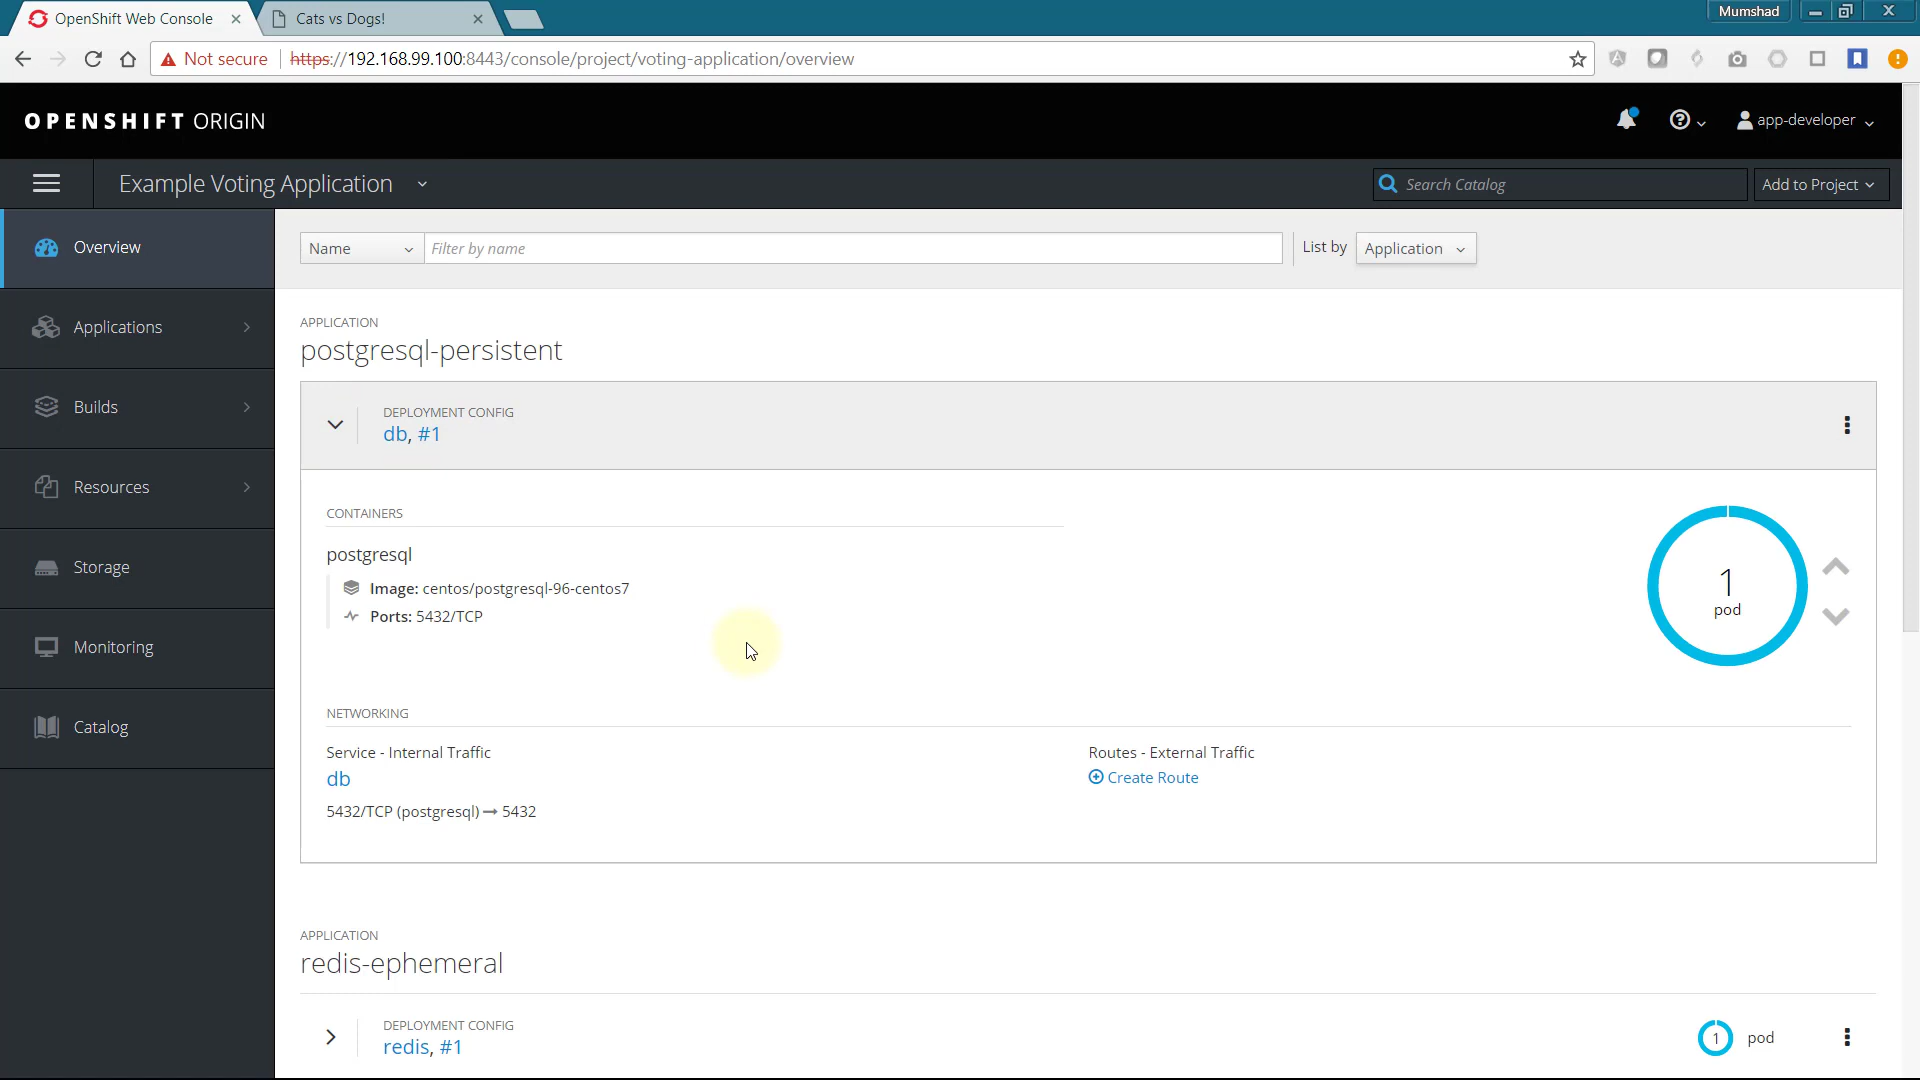 OpenShift Web Console
Cats vs Dogs!
Mumshad
Not secure
https://192.168.99.100:8443/console/project/voting-application/overview
OPENSHIFT ORIGIN
app-developer
Example Voting Application
Search Catalog
Add to Project
Overview
Applications
Builds
Resources
Storage
Monitoring
Catalog
Name
Filter by name
List by
Application
APPLICATION
postgresql-persistent
DEPLOYMENT CONFIG
db, #1
CONTAINERS
postgresql
Image: centos/postgresql-96-centos7
Ports: 5432/TCP
1
pod
NETWORKING
Service - Internal Traffic
db
5432/TCP (postgresql) → 5432
Routes - External Traffic
Create Route
APPLICATION
redis-ephemeral
DEPLOYMENT CONFIG
redis, #1
1 pod